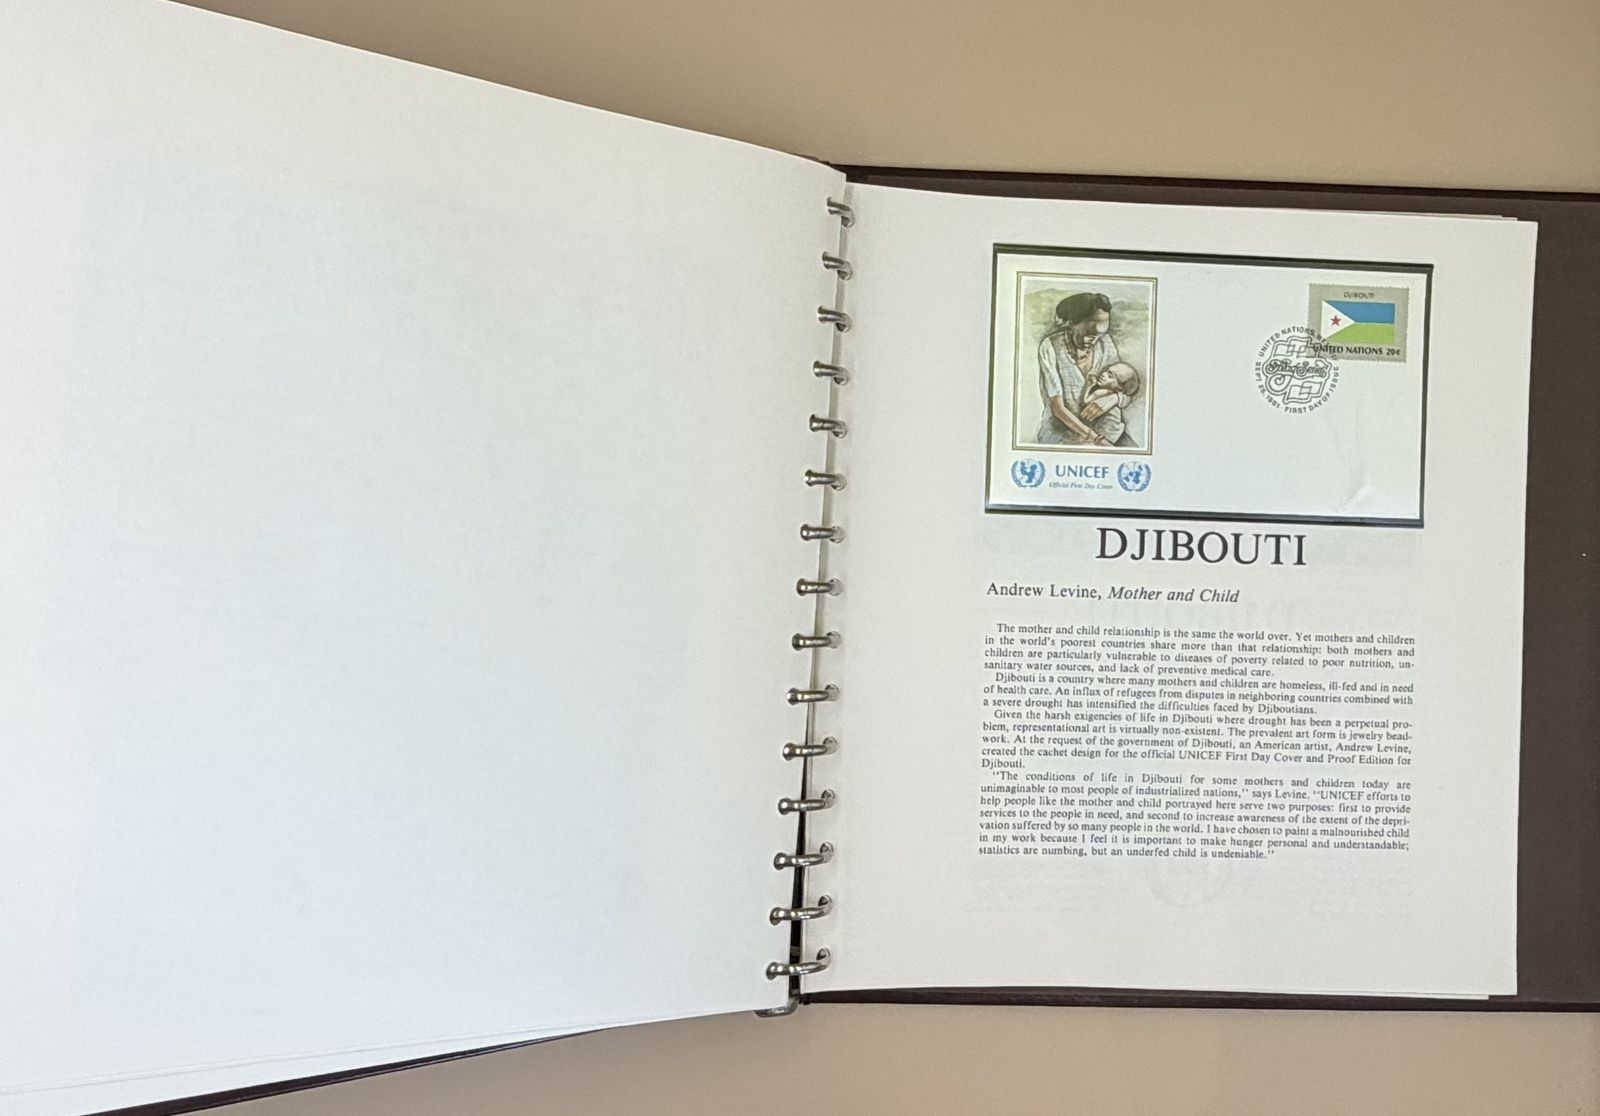 DJIBOUTI
UNITED NATIONS 20¢
SEPT. 25, 1981 · FIRST DAY OF ISSUE
UNICEF
Official First Day Cover
DJIBOUTI
Andrew Levine, Mother and Child
The mother and child relationship is the same the world over. Yet mothers and children
in the world's poorest countries share more than that relationship: both mothers and
children are particularly vulnerable to diseases of poverty related to poor nutrition, un-
sanitary water sources, and lack of preventive medical care.
Djibouti is a country where many mothers and children are homeless, ill-fed and in need
of health care. An influx of refugees from disputes in neighboring countries combined with
a severe drought has intensified the difficulties faced by Djiboutians.
Given the harsh exigencies of life in Djibouti where drought has been a perpetual pro-
blem, representational art is virtually non-existent. The prevalent art form is jewelry bead-
work. At the request of the government of Djibouti, an American artist, Andrew Levine,
created the cachet design for the official UNICEF First Day Cover and Proof Edition for
Djibouti.
"The conditions of life in Djibouti for some mothers and children today are
unimaginable to most people of industrialized nations," says Levine. "UNICEF efforts to
help people like the mother and child portrayed here serve two purposes: first to provide
services to the people in need, and second to increase awareness of the extent of the depri-
vation suffered by so many people in the world. I have chosen to paint a malnourished child
in my work because I feel it is important to make hunger personal and understandable;
statistics are numbing, but an underfed child is undeniable."